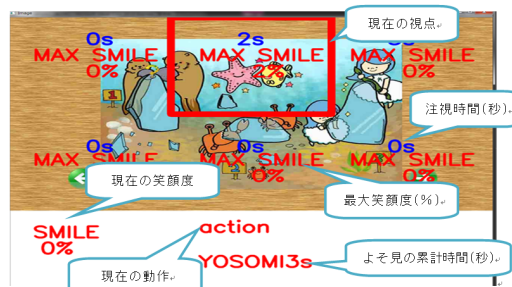 現在の視点
0s
2s
MAX SMILE
0%
MAX SMILE
2%
MAX SMILE
0%
注視時間(秒)
1
0s
0s
0s
MAX SMILE
MAX SMILE
0%
MAX SMILE
現在の笑顔度
最大笑顔度(%)
SMILE
0%
action
YOSOMI3s
よそ見の累計時間(秒)
現在の動作